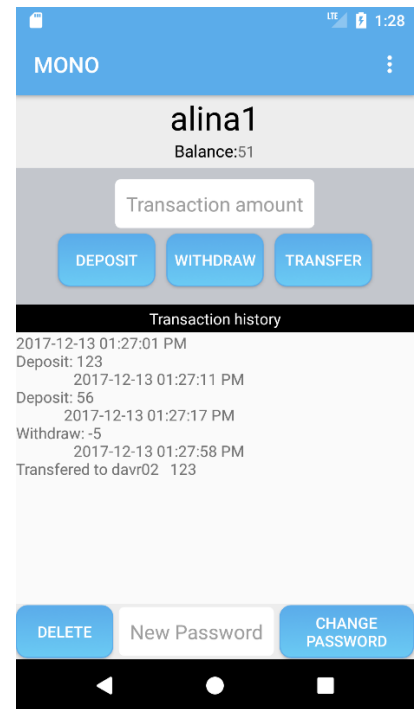 LTE 1:28
MONO
alina1
Balance:51
Transaction amount
DEPOSIT WITHDRAW TRANSFER
Transaction history
2017-12-13 01:27:01 PM
Deposit: 123
2017-12-13 01:27:11 PM
Deposit: 56
2017-12-13 01:27:17 PM
Withdraw: -5
2017-12-13 01:27:58 PM
Transfered to davr02 123
DELETE New Password CHANGE
PASSWORD